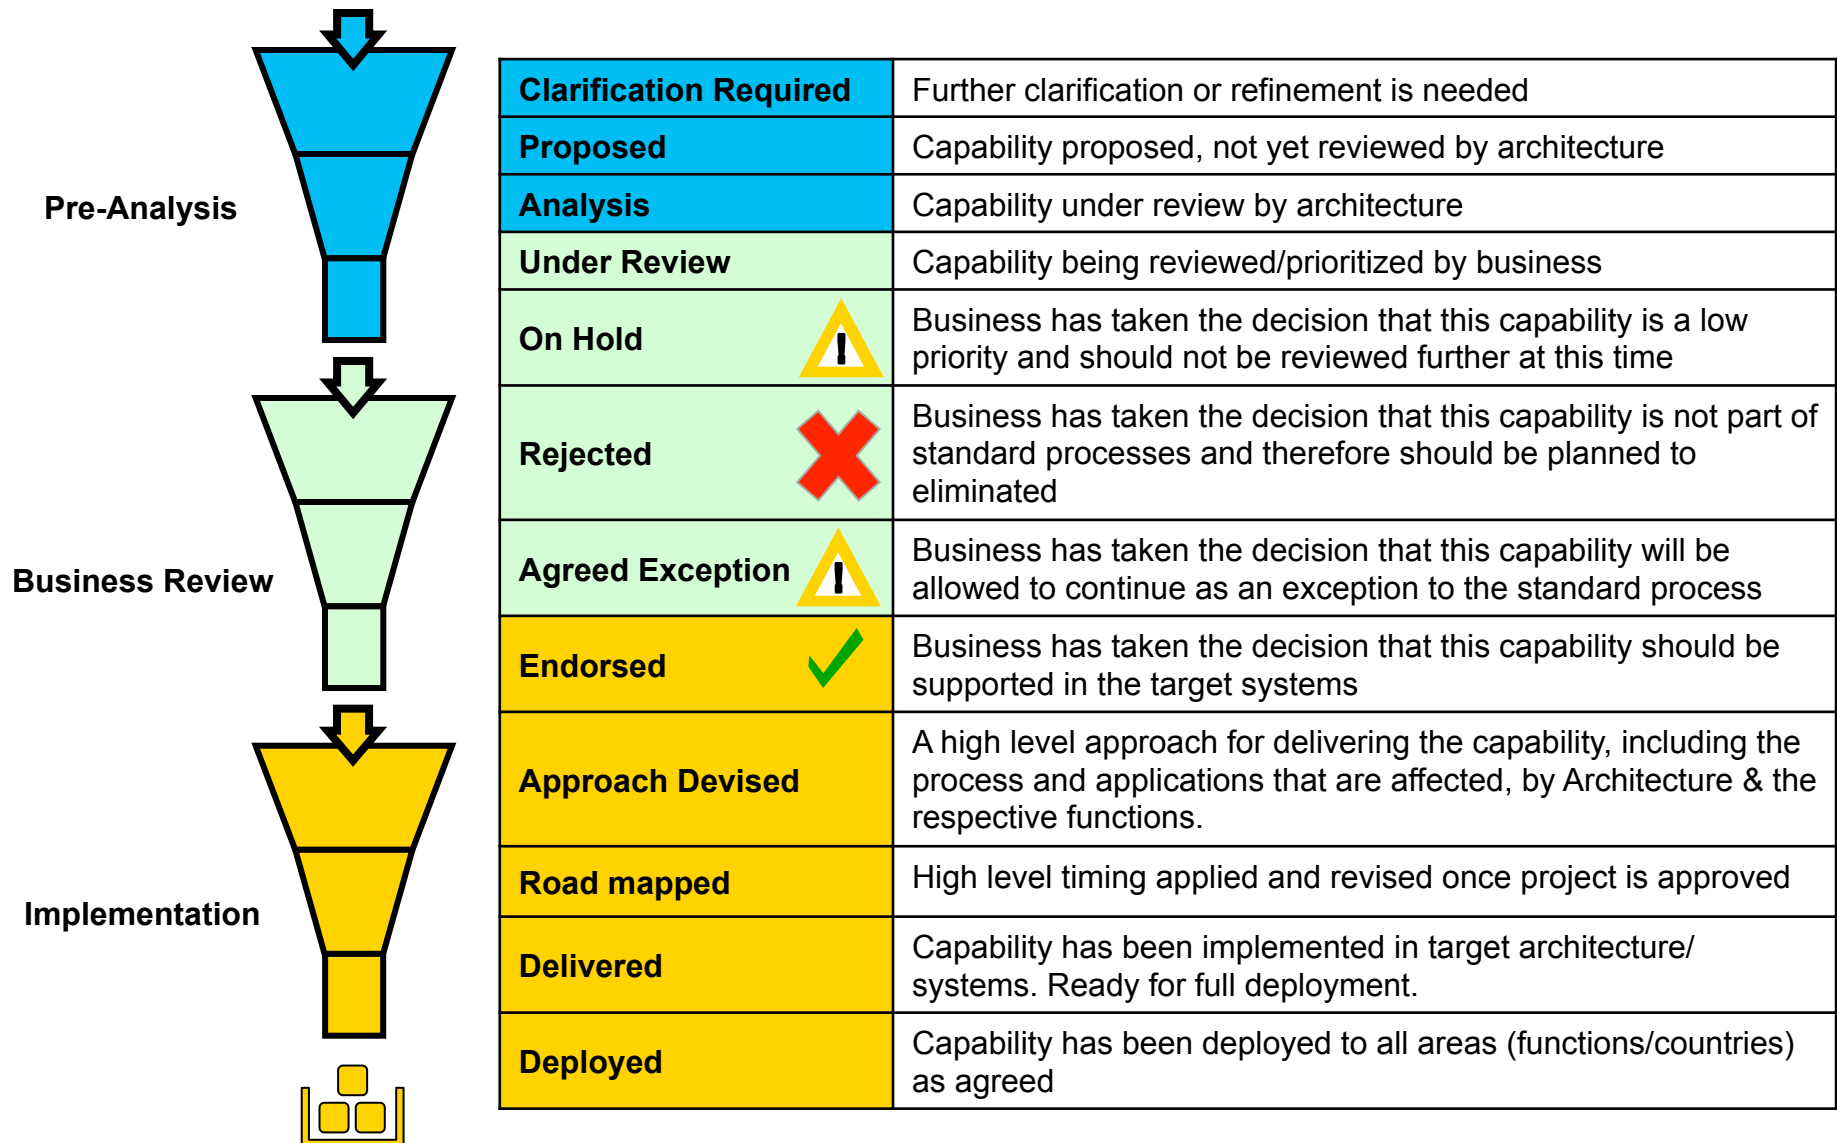 Pre-Analysis
Business Review
Implementation
Clarification Required
Further clarification or refinement is needed
Proposed
Capability proposed, not yet reviewed by architecture
Analysis
Capability under review by architecture
Under Review
Capability being reviewed/prioritized by business
On Hold
!
Business has taken the decision that this capability is a low
priority and should not be reviewed further at this time
Rejected
Business has taken the decision that this capability is not part of
standard processes and therefore should be planned to
eliminated
Agreed Exception
!
Business has taken the decision that this capability will be
allowed to continue as an exception to the standard process
Endorsed
Business has taken the decision that this capability should be
supported in the target systems
Approach Devised
A high level approach for delivering the capability, including the
process and applications that are affected, by Architecture & the
respective functions.
Road mapped
High level timing applied and revised once project is approved
Delivered
Capability has been implemented in target architecture/
systems. Ready for full deployment.
Deployed
Capability has been deployed to all areas (functions/countries)
as agreed